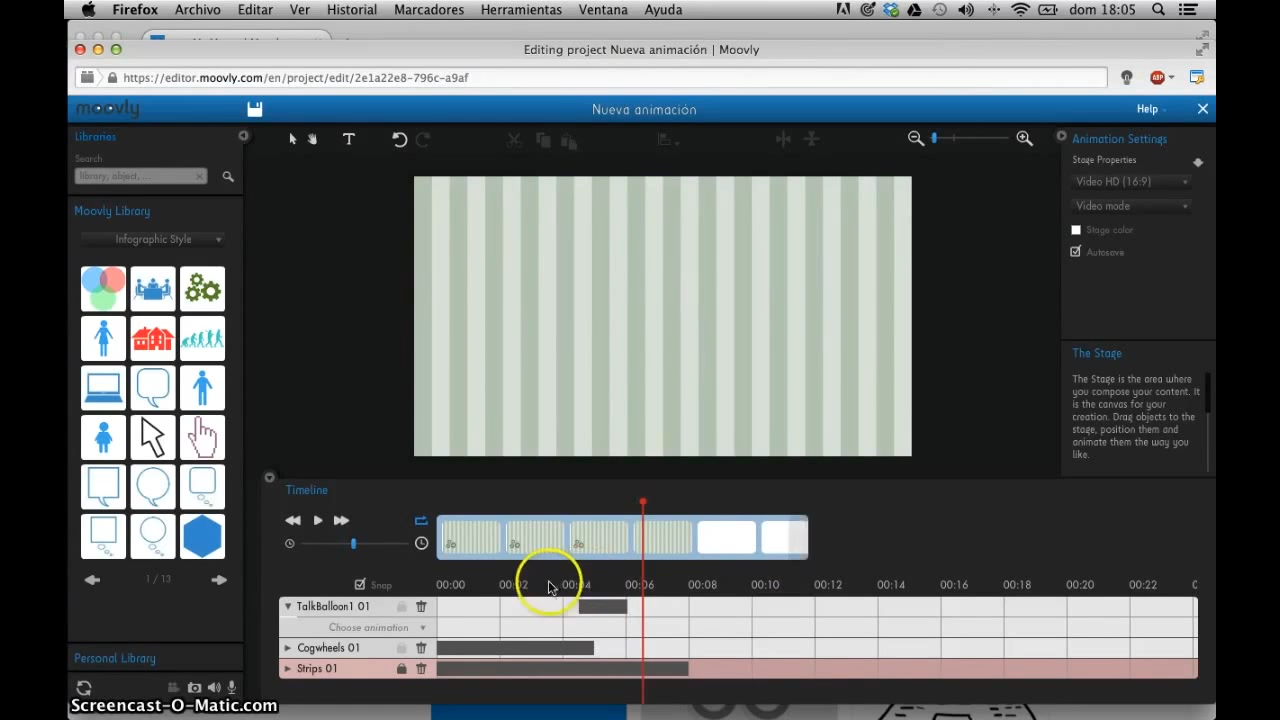 Firefox Archivo Editar Ver Historial Marcadores Herramientas Ventana Ayuda dom 18:05
Editing project Nueva animación | Moovly
https://editor.moovly.com/en/project/edit/2e1a22e8-796c-a9af
ABP
moovly Nueva animación Help
Libraries
Search
library, object, ...
T
Animation Settings
Stage Properties
Video HD (16:9)
Video mode
Stage color
Autosave
Moovly Library
Infographic Style
The Stage
The Stage is the area where
you compose your content. It
is the canvas for your
creation. Drag objects to the
stage, position them and
animate them the way you
like.
1 / 13
Timeline
Snap 00:00 00:02 00:04 00:06 00:08 00:10 00:12 00:14 00:16 00:18 00:20 00:22
TalkBalloon1 01
Choose animation
Cogwheels 01
Strips 01
Personal Library
Screencast-O-Matic.com